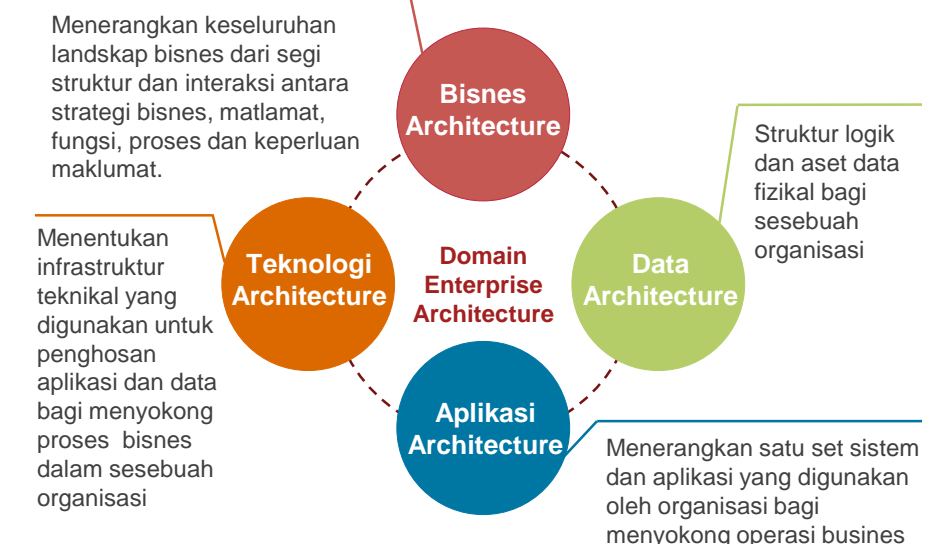 Menerangkan keseluruhan
landskap bisnes dari segi
struktur dan interaksi antara
strategi bisnes, matlamat,
fungsi, proses dan keperluan
maklumat.
Bisnes
Architecture
Struktur logik
dan aset data
fizikal bagi
sesebuah
organisasi
Menentukan
infrastruktur
teknikal yang
digunakan untuk
penghosan
aplikasi dan data
bagi menyokong
proses bisnes
dalam sesebuah
organisasi
Teknologi
Architecture
Domain
Enterprise
Architecture
Data
Architecture
Aplikasi
Architecture
Menerangkan satu set sistem
dan aplikasi yang digunakan
oleh organisasi bagi
menyokong operasi busines